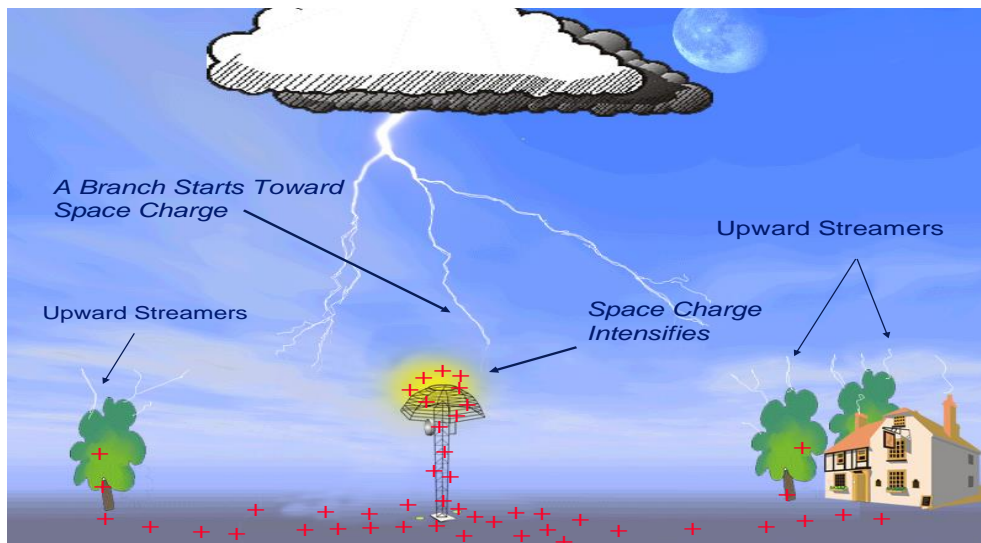 A Branch Starts Toward
Space Charge
Upward Streamers
Upward Streamers
Space Charge
Intensifies